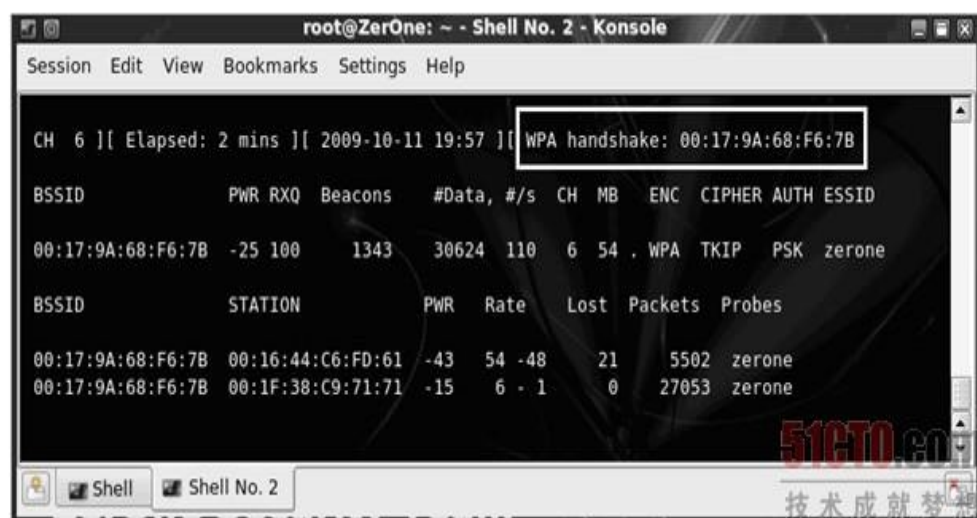 root@ZerOne: ~ - Shell No. 2 - Konsole
Session Edit View Bookmarks Settings Help
CH 6 ][ Elapsed: 2 mins ][ 2009-10-11 19:57 ][ WPA handshake: 00:17:9A:68:F6:7B
BSSID PWR RXQ Beacons #Data, #/s CH MB ENC CIPHER AUTH ESSID
00:17:9A:68:F6:7B -25 100 1343 30624 110 6 54 . WPA TKIP PSK zerone
BSSID STATION PWR Rate Lost Packets Probes
00:17:9A:68:F6:7B 00:16:44:C6:FD:61 -43 54 -48 21 5502 zerone
00:17:9A:68:F6:7B 00:1F:38:C9:71:71 -15 6 - 1 0 27053 zerone
51CTO.com
技术成就梦想
Shell Shell No. 2